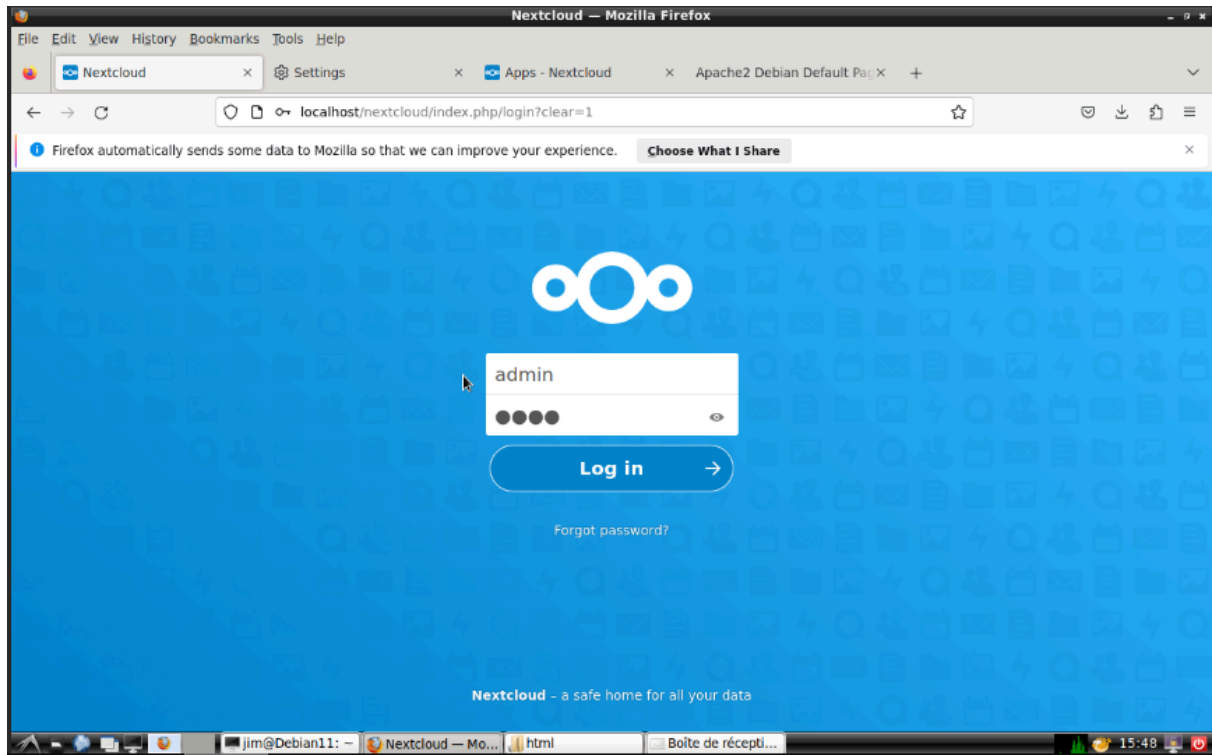 Nextcloud — Mozilla Firefox
File Edit View History Bookmarks Tools Help
Nextcloud Settings Apps - Nextcloud Apache2 Debian Default Pag
localhost/nextcloud/index.php/login?clear=1
Firefox automatically sends some data to Mozilla so that we can improve your experience. Choose What I Share
admin
Log in
Forgot password?
Nextcloud – a safe home for all your data
jim@Debian11: ~ Nextcloud — Mo... html Boîte de récepti... 15:48